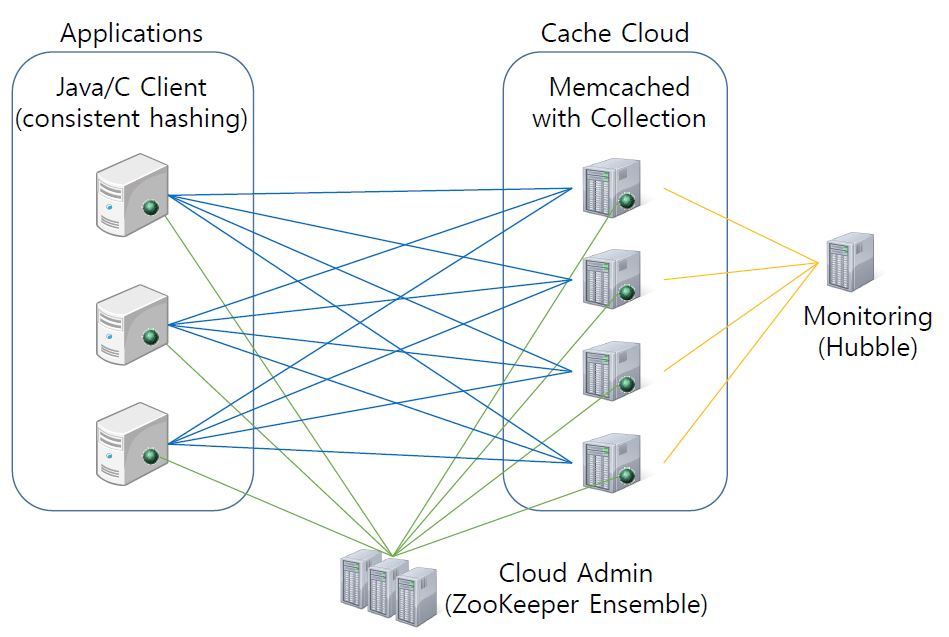 Applications
Java/C Client
(consistent hashing)
Cache Cloud
Memcached
with Collection
Monitoring
(Hubble)
Cloud Admin
(ZooKeeper Ensemble)